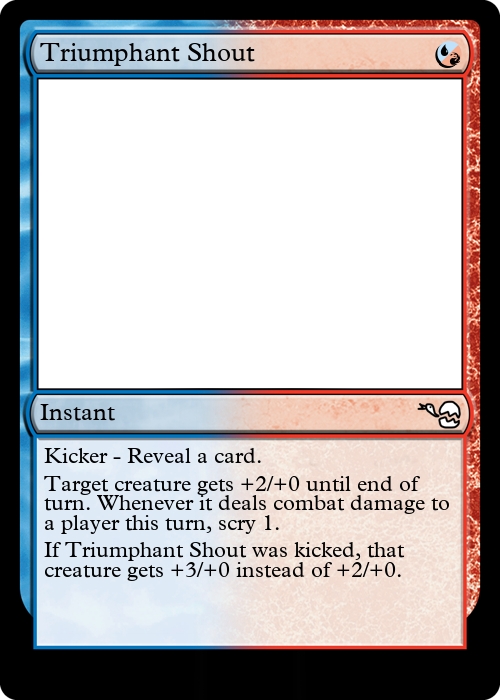 Triumphant Shout
Instant
Kicker - Reveal a card.
Target creature gets +2/+0 until end of
turn. Whenever it deals combat damage to
a player this turn, scry 1.
If Triumphant Shout was kicked, that
creature gets +3/+0 instead of +2/+0.